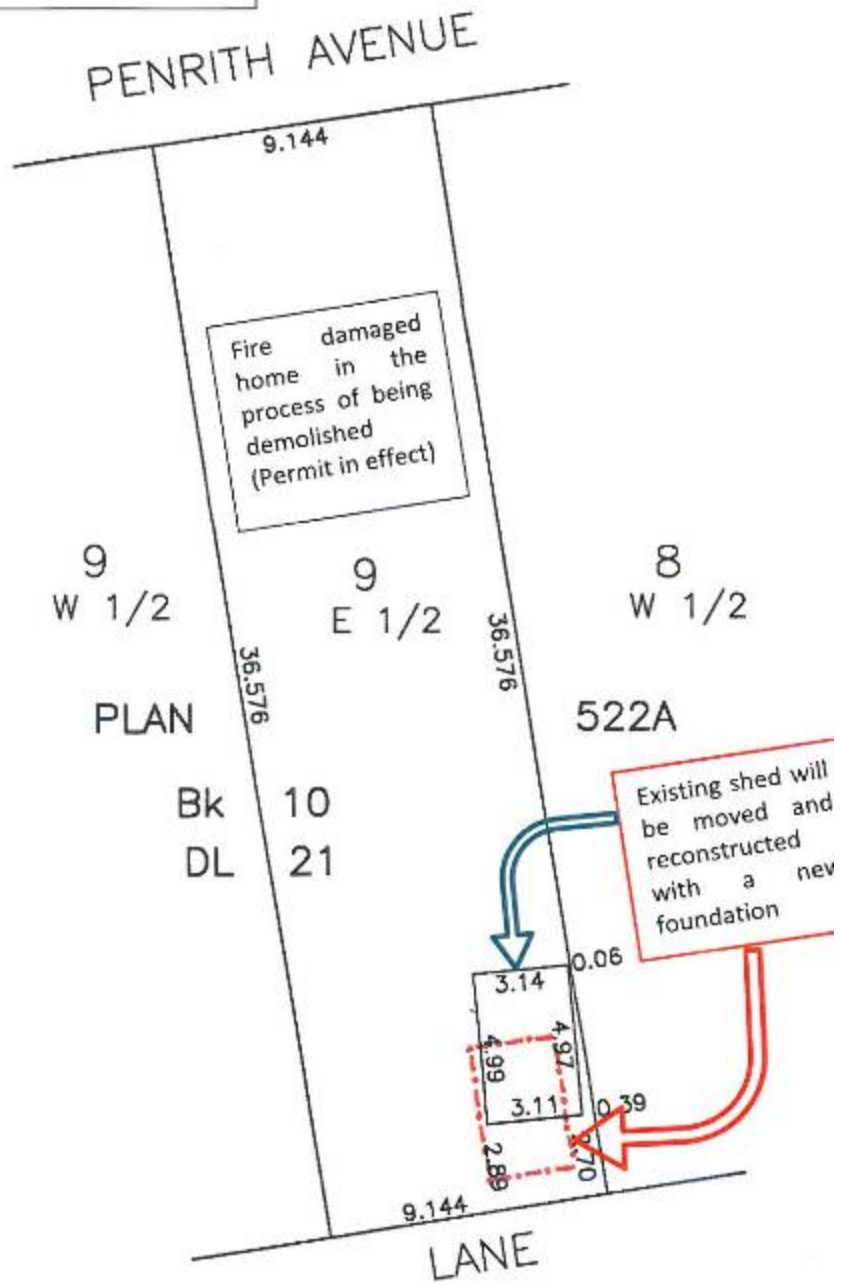 PENRITH AVENUE
9.144
Fire damaged
home in the
process of being
demolished
(Permit in effect)
9
W 1/2
9
E 1/2
8
W 1/2
36.576
36.576
PLAN
522A
Bk 10
DL 21
Existing shed will
be moved and
reconstructed
with a new
foundation
0.06
3.14
4.99
4.97
3.11
0.39
2.89
9.144
LANE